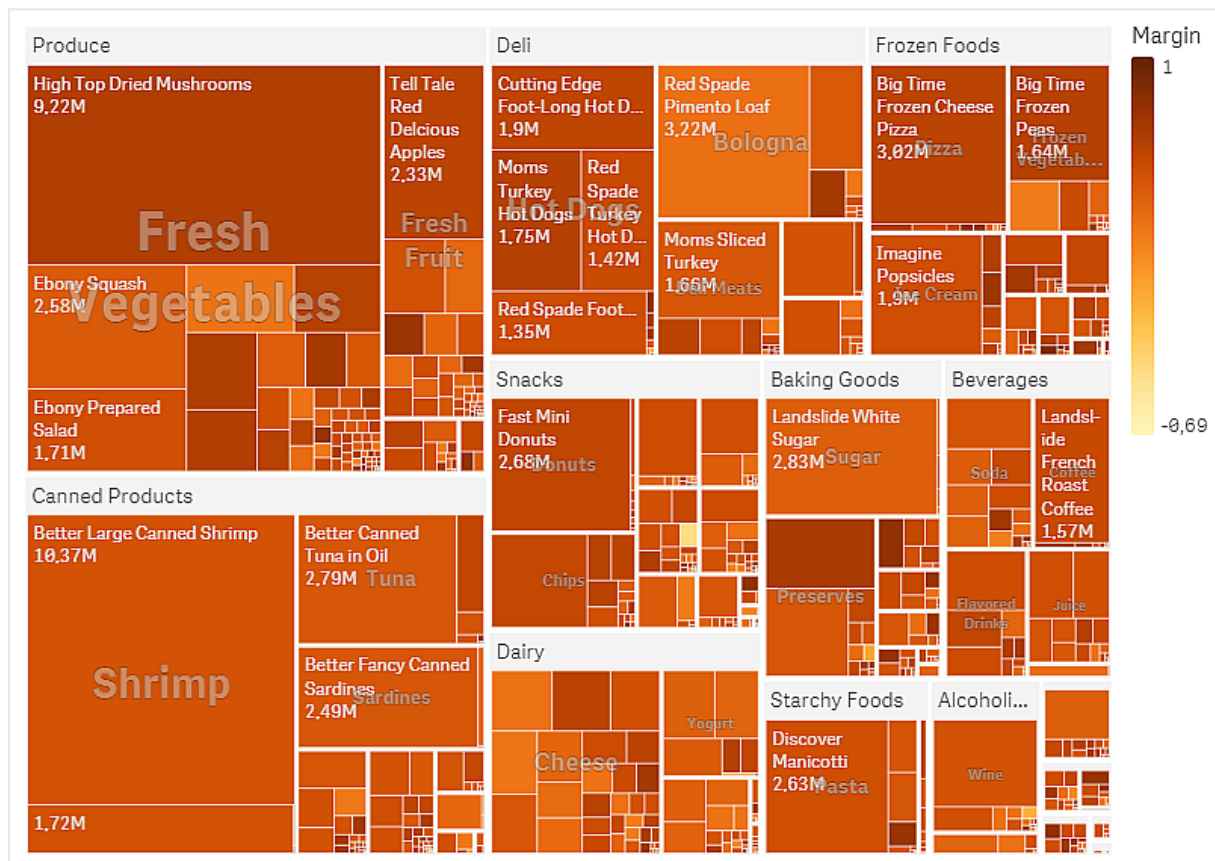 Produce
High Top Dried Mushrooms
9,22M
Fresh
Vegetables
Ebony Squash
2,58M
Ebony Prepared
Salad
1,71M
Tell Tale
Red
Delcious
Apples
2,33M
Fresh
Fruit
Canned Products
Better Large Canned Shrimp
10,37M
Shrimp
1,72M
Better Canned
Tuna in Oil
2,79M
Tuna
Better Fancy Canned
Sardines
2,49M
Sardines
Deli
Cutting Edge
Foot-Long Hot D...
1,9M
Moms
Turkey
Hot Dogs
1,75M
Red
Spade
Turkey
Hot D...
1,42M
Hot Dogs
Red Spade Foot...
1,35M
Red Spade
Pimento Loaf
3,22M
Bologna
Moms Sliced
Turkey
1,66M
Deli Meats
Frozen Foods
Big Time
Frozen Cheese
Pizza
3,02M
Pizza
Big Time
Frozen
Peas
1,64M
Frozen
Vegetab...
Imagine
Popsicles
1,9M
Ice Cream
Snacks
Fast Mini
Donuts
2,68M
Donuts
Chips
Dairy
Cheese
Yogurt
Baking Goods
Landslide White
Sugar
2,83M
Sugar
Preserves
Beverages
Soda
Landsl-
ide
French
Roast
Coffee
1,57M
Coffee
Flavored
Drinks
Juice
Starchy Foods
Discover
Manicotti
2,63M
Pasta
Alcoholi...
Wine
Margin
1
-0,69